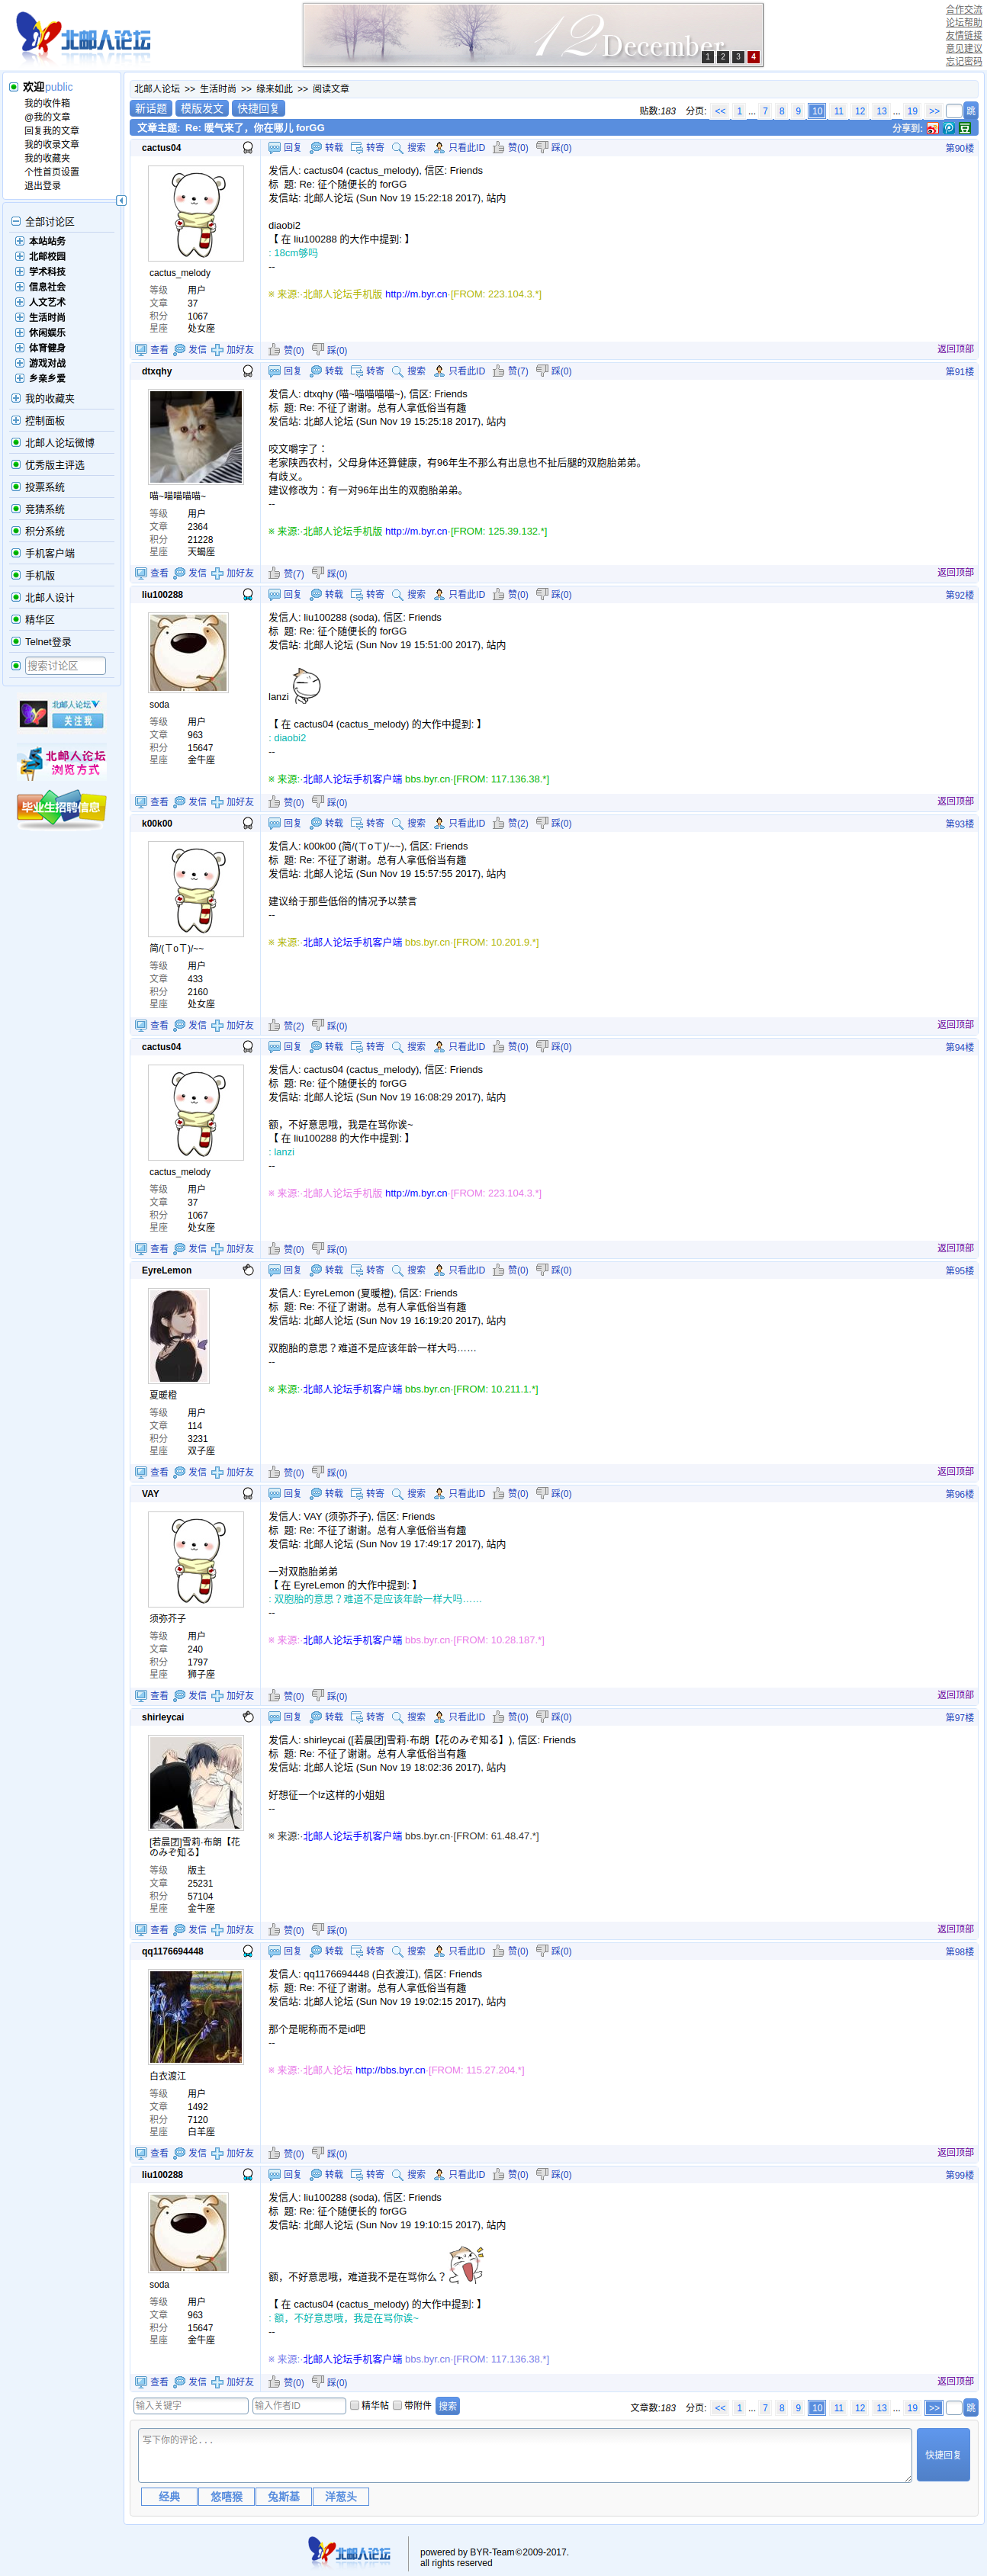 北邮人论坛
12 December
1 2 3 4
合作交流
论坛帮助
友情链接
意见建议
忘记密码
欢迎public
我的收件箱
@我的文章
回复我的文章
我的收录文章
我的收藏夹
个性首页设置
退出登录
全部讨论区
本站站务
北邮校园
学术科技
信息社会
人文艺术
生活时尚
休闲娱乐
体育健身
游戏对战
乡亲乡爱
我的收藏夹
控制面板
北邮人论坛微博
优秀版主评选
投票系统
竞猜系统
积分系统
手机客户端
手机版
北邮人设计
精华区
Telnet登录
搜索讨论区
北邮人论坛
关注我
北邮人论坛
浏览方式
毕业生招聘信息
北邮人论坛 >> 生活时尚 >> 缘来如此 >> 阅读文章
新话题 模版发文 快捷回复
贴数:183 分页: << 1 ... 7 8 9 10 11 12 13 ... 19 >> 跳
文章主题: Re: 暖气来了，你在哪儿 forGG
分享到:
cactus04
回复 转载 转寄 搜索 只看此ID 赞(0) 踩(0) 第90楼
cactus_melody
等级 用户
文章 37
积分 1067
星座 处女座
发信人: cactus04 (cactus_melody), 信区: Friends
标 题: Re: 征个随便长的 forGG
发信站: 北邮人论坛 (Sun Nov 19 15:22:18 2017), 站内
diaobi2
【 在 liu100288 的大作中提到: 】
: 18cm够吗
--
※ 来源:·北邮人论坛手机版 http://m.byr.cn·[FROM: 223.104.3.*]
查看 发信 加好友 赞(0) 踩(0) 返回顶部
dtxqhy
回复 转载 转寄 搜索 只看此ID 赞(7) 踩(0) 第91楼
喵~喵喵喵喵~
等级 用户
文章 2364
积分 21228
星座 天蝎座
发信人: dtxqhy (喵~喵喵喵喵~), 信区: Friends
标 题: Re: 不征了谢谢。总有人拿低俗当有趣
发信站: 北邮人论坛 (Sun Nov 19 15:25:18 2017), 站内
咬文嚼字了：
老家陕西农村，父母身体还算健康，有96年生不那么有出息也不扯后腿的双胞胎弟弟。
有歧义。
建议修改为：有一对96年出生的双胞胎弟弟。
--
※ 来源:·北邮人论坛手机版 http://m.byr.cn·[FROM: 125.39.132.*]
查看 发信 加好友 赞(7) 踩(0) 返回顶部
liu100288
回复 转载 转寄 搜索 只看此ID 赞(0) 踩(0) 第92楼
soda
等级 用户
文章 963
积分 15647
星座 金牛座
发信人: liu100288 (soda), 信区: Friends
标 题: Re: 征个随便长的 forGG
发信站: 北邮人论坛 (Sun Nov 19 15:51:00 2017), 站内
lanzi
【 在 cactus04 (cactus_melody) 的大作中提到: 】
: diaobi2
--
※ 来源:·北邮人论坛手机客户端 bbs.byr.cn·[FROM: 117.136.38.*]
查看 发信 加好友 赞(0) 踩(0) 返回顶部
k00k00
回复 转载 转寄 搜索 只看此ID 赞(2) 踩(0) 第93楼
简/(ㄒoㄒ)/~~
等级 用户
文章 433
积分 2160
星座 处女座
发信人: k00k00 (简/(ㄒoㄒ)/~~), 信区: Friends
标 题: Re: 不征了谢谢。总有人拿低俗当有趣
发信站: 北邮人论坛 (Sun Nov 19 15:57:55 2017), 站内
建议给于那些低俗的情况予以禁言
--
※ 来源:·北邮人论坛手机客户端 bbs.byr.cn·[FROM: 10.201.9.*]
查看 发信 加好友 赞(2) 踩(0) 返回顶部
cactus04
回复 转载 转寄 搜索 只看此ID 赞(0) 踩(0) 第94楼
cactus_melody
等级 用户
文章 37
积分 1067
星座 处女座
发信人: cactus04 (cactus_melody), 信区: Friends
标 题: Re: 征个随便长的 forGG
发信站: 北邮人论坛 (Sun Nov 19 16:08:29 2017), 站内
额，不好意思哦，我是在骂你诶~
【 在 liu100288 的大作中提到: 】
: lanzi
--
※ 来源:·北邮人论坛手机版 http://m.byr.cn·[FROM: 223.104.3.*]
查看 发信 加好友 赞(0) 踩(0) 返回顶部
EyreLemon
回复 转载 转寄 搜索 只看此ID 赞(0) 踩(0) 第95楼
夏暖橙
等级 用户
文章 114
积分 3231
星座 双子座
发信人: EyreLemon (夏暖橙), 信区: Friends
标 题: Re: 不征了谢谢。总有人拿低俗当有趣
发信站: 北邮人论坛 (Sun Nov 19 16:19:20 2017), 站内
双胞胎的意思？难道不是应该年龄一样大吗……
--
※ 来源:·北邮人论坛手机客户端 bbs.byr.cn·[FROM: 10.211.1.*]
查看 发信 加好友 赞(0) 踩(0) 返回顶部
VAY
回复 转载 转寄 搜索 只看此ID 赞(0) 踩(0) 第96楼
须弥芥子
等级 用户
文章 240
积分 1797
星座 狮子座
发信人: VAY (须弥芥子), 信区: Friends
标 题: Re: 不征了谢谢。总有人拿低俗当有趣
发信站: 北邮人论坛 (Sun Nov 19 17:49:17 2017), 站内
一对双胞胎弟弟
【 在 EyreLemon 的大作中提到: 】
: 双胞胎的意思？难道不是应该年龄一样大吗……
--
※ 来源:·北邮人论坛手机客户端 bbs.byr.cn·[FROM: 10.28.187.*]
查看 发信 加好友 赞(0) 踩(0) 返回顶部
shirleycai
回复 转载 转寄 搜索 只看此ID 赞(0) 踩(0) 第97楼
[若晨团]雪莉·布朗【花のみぞ知る】
等级 版主
文章 25231
积分 57104
星座 金牛座
发信人: shirleycai ([若晨团]雪莉·布朗【花のみぞ知る】), 信区: Friends
标 题: Re: 不征了谢谢。总有人拿低俗当有趣
发信站: 北邮人论坛 (Sun Nov 19 18:02:36 2017), 站内
好想征一个lz这样的小姐姐
--
※ 来源:·北邮人论坛手机客户端 bbs.byr.cn·[FROM: 61.48.47.*]
查看 发信 加好友 赞(0) 踩(0) 返回顶部
qq1176694448
回复 转载 转寄 搜索 只看此ID 赞(0) 踩(0) 第98楼
白衣渡江
等级 用户
文章 1492
积分 7120
星座 白羊座
发信人: qq1176694448 (白衣渡江), 信区: Friends
标 题: Re: 不征了谢谢。总有人拿低俗当有趣
发信站: 北邮人论坛 (Sun Nov 19 19:02:15 2017), 站内
那个是昵称而不是id吧
--
※ 来源:·北邮人论坛 http://bbs.byr.cn·[FROM: 115.27.204.*]
查看 发信 加好友 赞(0) 踩(0) 返回顶部
liu100288
回复 转载 转寄 搜索 只看此ID 赞(0) 踩(0) 第99楼
soda
等级 用户
文章 963
积分 15647
星座 金牛座
发信人: liu100288 (soda), 信区: Friends
标 题: Re: 征个随便长的 forGG
发信站: 北邮人论坛 (Sun Nov 19 19:10:15 2017), 站内
额，不好意思哦，难道我不是在骂你么？
【 在 cactus04 (cactus_melody) 的大作中提到: 】
: 额，不好意思哦，我是在骂你诶~
--
※ 来源:·北邮人论坛手机客户端 bbs.byr.cn·[FROM: 117.136.38.*]
查看 发信 加好友 赞(0) 踩(0) 返回顶部
输入关键字 输入作者ID 精华帖 带附件 搜索
文章数:183 分页: << 1 ... 7 8 9 10 11 12 13 ... 19 >> 跳
写下你的评论...
快捷回复
经典 悠嘻猴 兔斯基 洋葱头
北邮人论坛
powered by BYR-Team©2009-2017.
all rights reserved